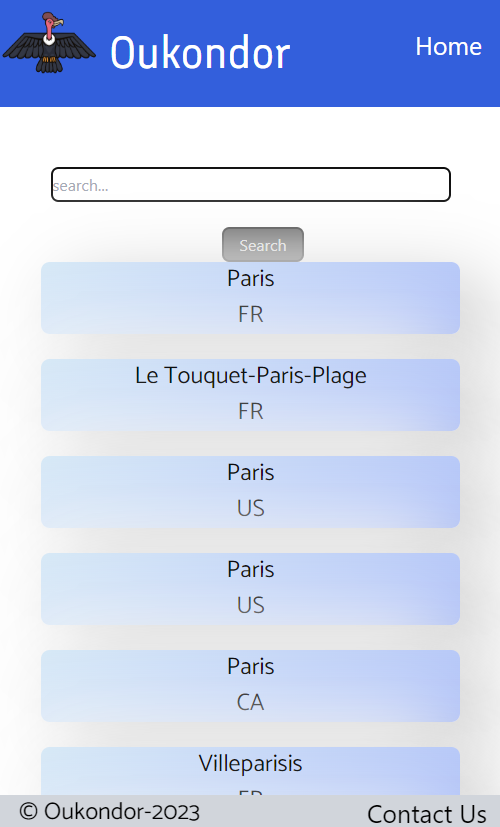 Oukondor
Home
search...
Search
Paris
FR
Le Touquet-Paris-Plage
FR
Paris
US
Paris
US
Paris
CA
Villeparisis
FR
© Oukondor-2023
Contact Us